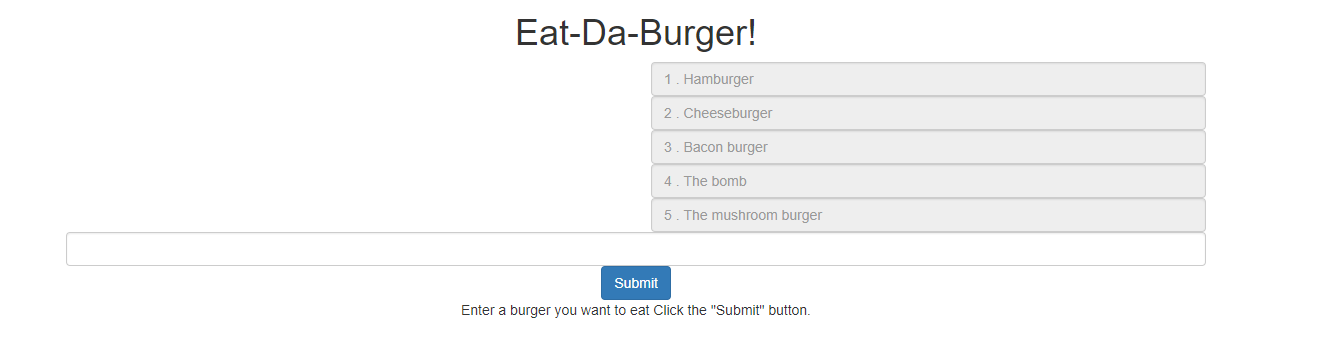 Eat-Da-Burger!
1 . Hamburger
2 . Cheeseburger
3 . Bacon burger
4 . The bomb
5 . The mushroom burger
Submit
Enter a burger you want to eat Click the "Submit" button.